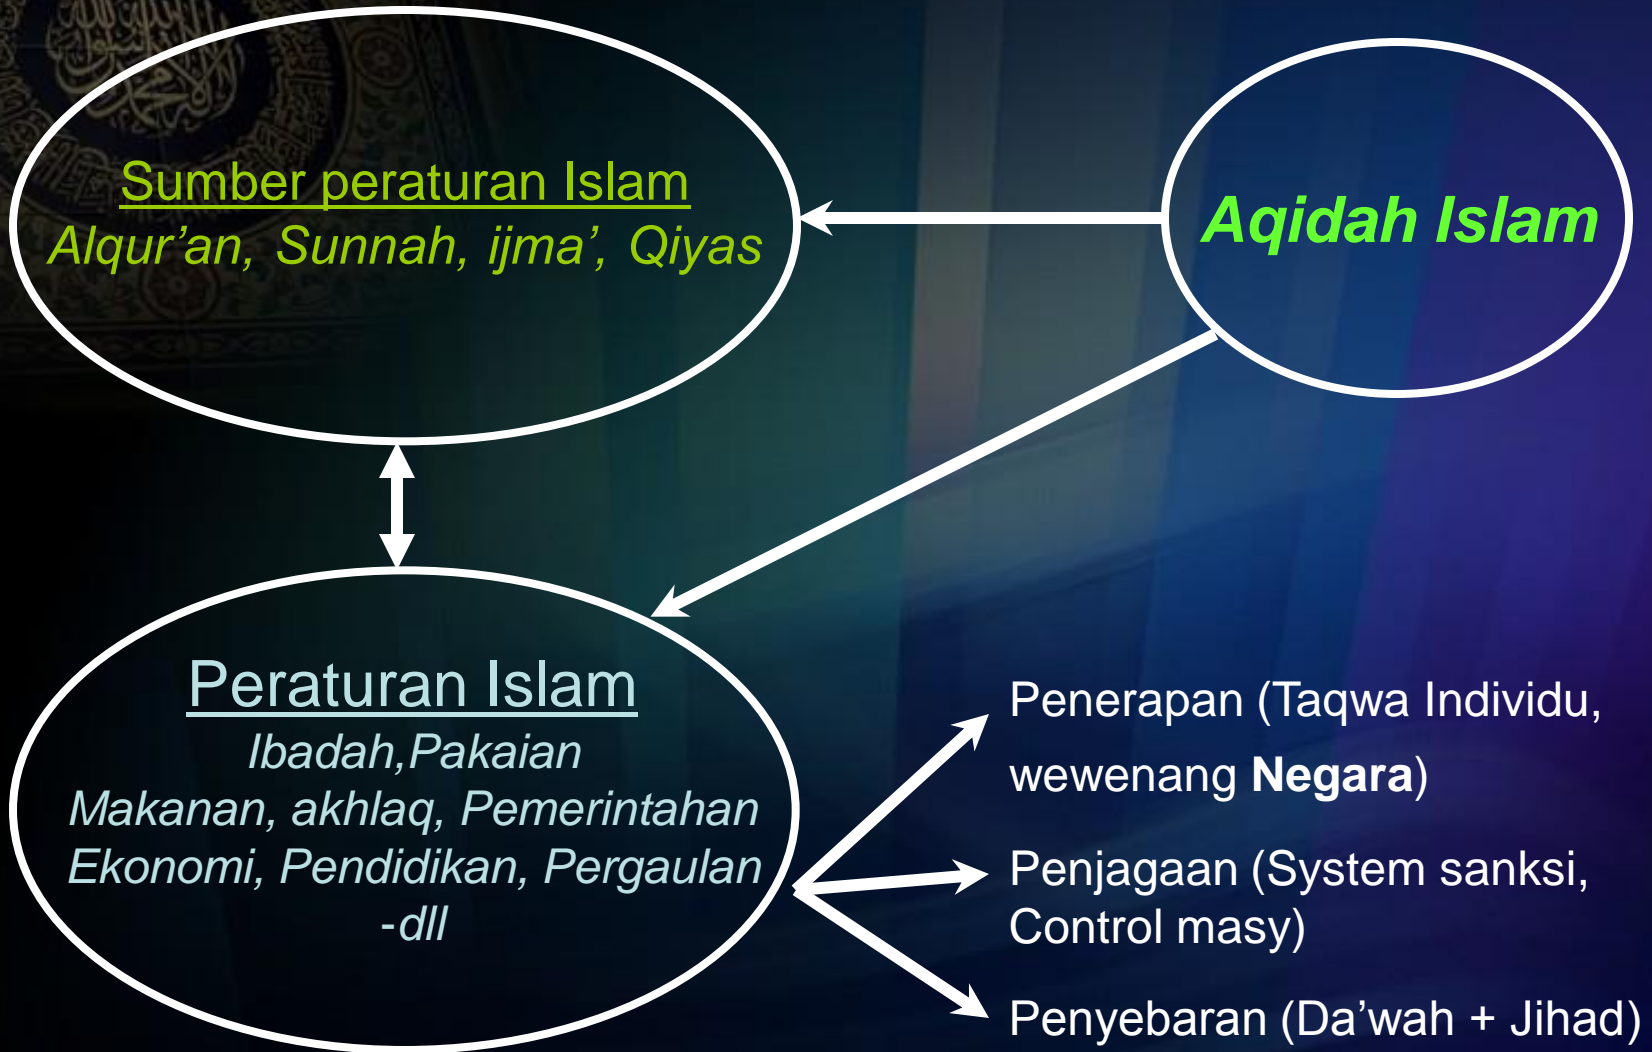 Sumber peraturan Islam
Alqur’an, Sunnah, ijma’, Qiyas
Aqidah Islam
Peraturan Islam
Ibadah,Pakaian
Makanan, akhlaq, Pemerintahan
Ekonomi, Pendidikan, Pergaulan
-dll
Penerapan (Taqwa Individu,
wewenang Negara)
Penjagaan (System sanksi,
Control masy)
Penyebaran (Da’wah + Jihad)